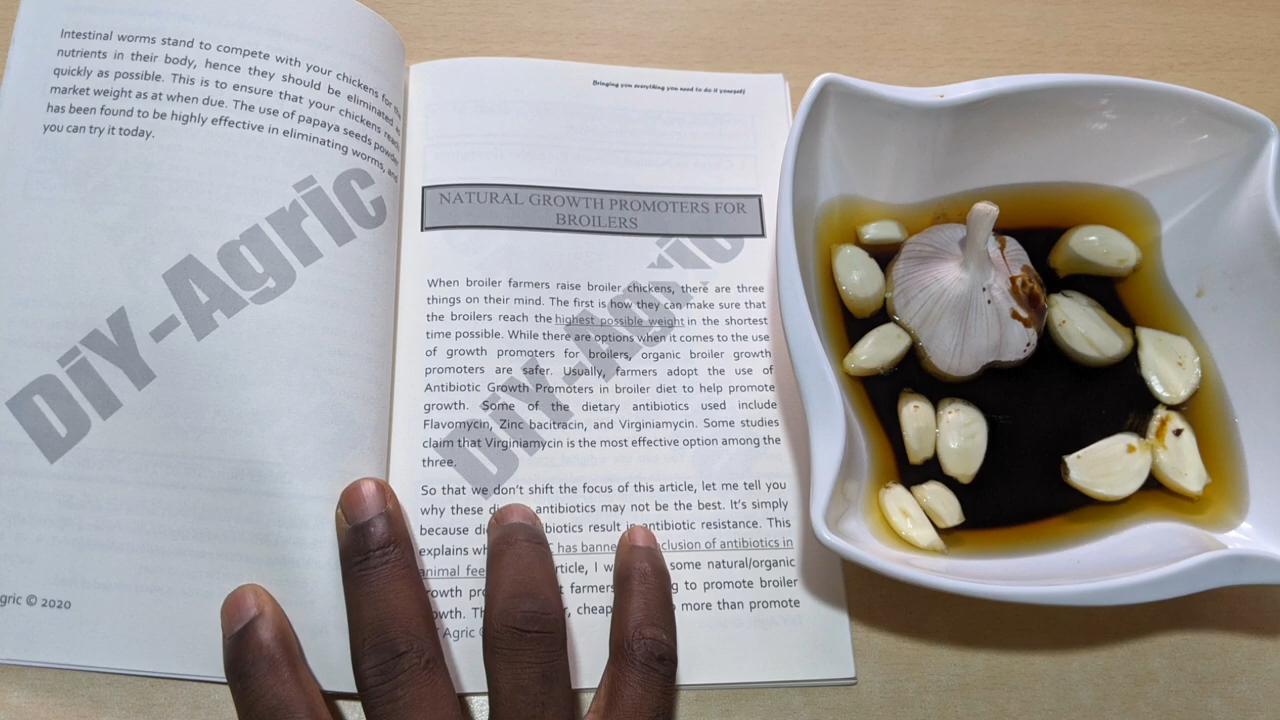 Intestinal worms stand to compete with your chickens for the
nutrients in their body, hence they should be eliminated as
quickly as possible. This is to ensure that your chickens reach
market weight as at when due. The use of papaya seeds powder
has been found to be highly effective in eliminating worms, and
you can try it today.
DiY-Agric
Agric © 2020
Bringing you everything you need to do it yourself
NATURAL GROWTH PROMOTERS FOR
BROILERS
When broiler farmers raise broiler chickens, there are three
things on their mind. The first is how they can make sure that
the broilers reach the highest possible weight in the shortest
time possible. While there are options when it comes to the use
of growth promoters for broilers, organic broiler growth
promoters are safer. Usually, farmers adopt the use of
Antibiotic Growth Promoters in broiler diet to help promote
growth. Some of the dietary antibiotics used include
Flavomycin, Zinc bacitracin, and Virginiamycin. Some studies
claim that Virginiamycin is the most effective option among the
three.
DiY-Agric
So that we don't shift the focus of this article, let me tell you
why these antibiotics may not be the best. It's simply
because result in antibiotic resistance. This
explains has banned inclusion of antibiotics in
animal I some natural/organic
growth farmers to promote broiler
more than promote
Agric